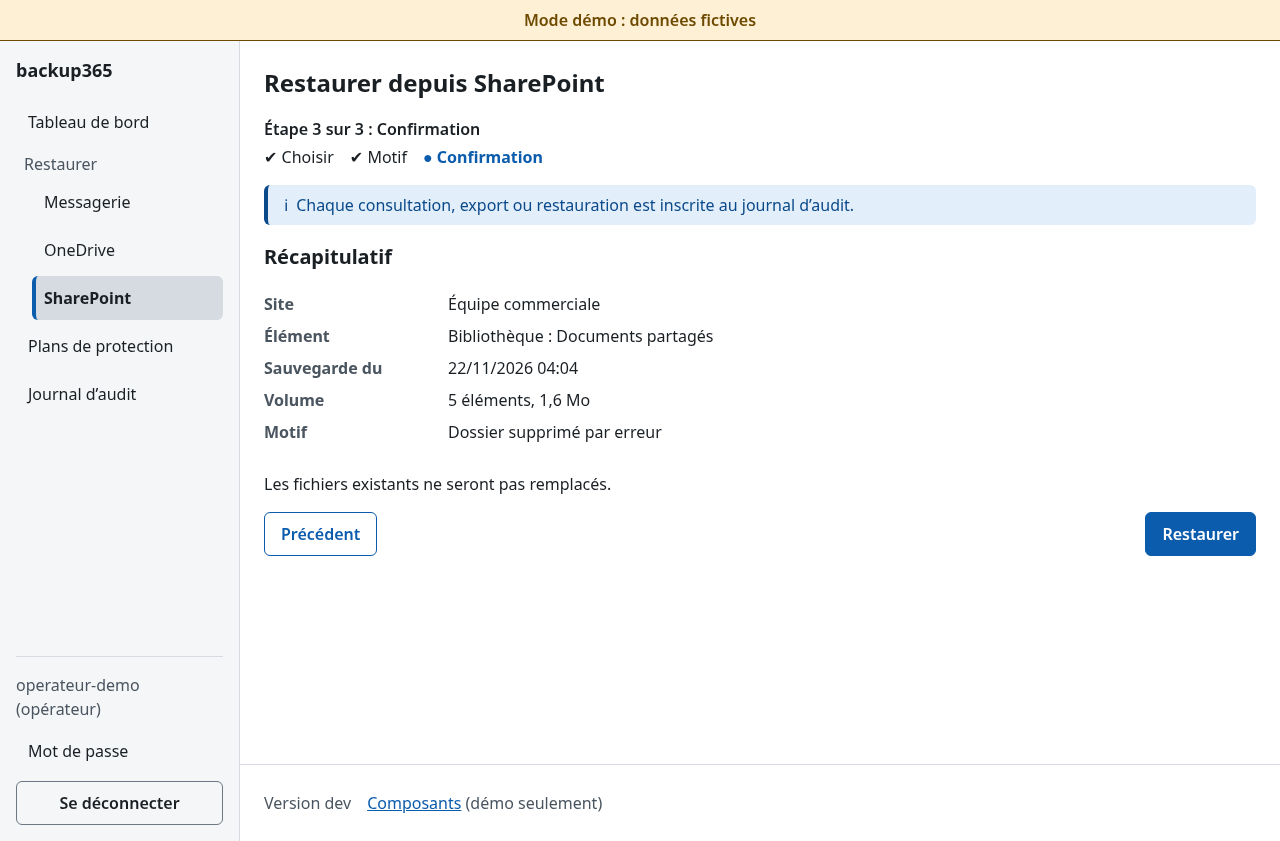 Mode démo : données fictives
backup365
Tableau de bord
Restaurer
Messagerie
OneDrive
SharePoint
Plans de protection
Journal d’audit
operateur-demo
(opérateur)
Mot de passe
Se déconnecter
Restaurer depuis SharePoint
Étape 3 sur 3 : Confirmation
✔ Choisir ✔ Motif ● Confirmation
i Chaque consultation, export ou restauration est inscrite au journal d’audit.
Récapitulatif
Site Équipe commerciale
Élément Bibliothèque : Documents partagés
Sauvegarde du 22/11/2026 04:04
Volume 5 éléments, 1,6 Mo
Motif Dossier supprimé par erreur
Les fichiers existants ne seront pas remplacés.
Précédent Restaurer
Version dev Composants (démo seulement)